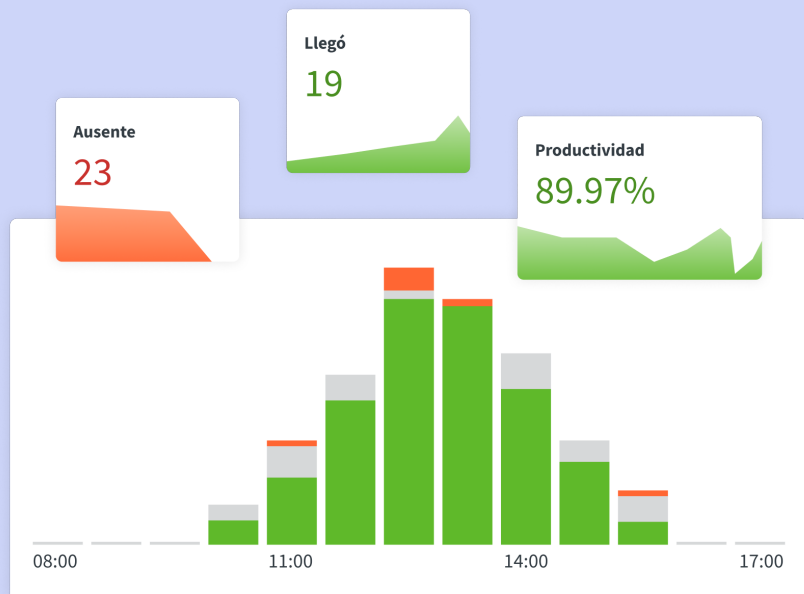 Llegó
19
Ausente
23
Productividad
89.97%
08:00
11:00
14:00
17:00